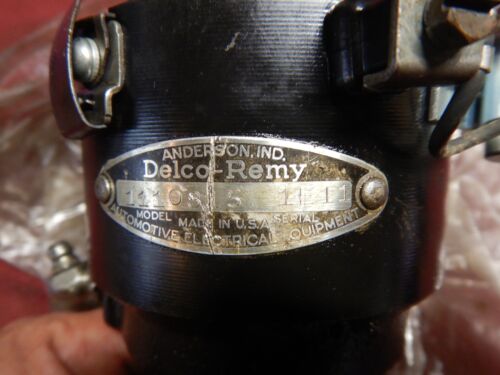 ANDERSON, IND.
Delco-Remy
MODEL MADE IN U.S.A. SERIAL
AUTOMOTIVE ELECTRICAL EQUIPMENT